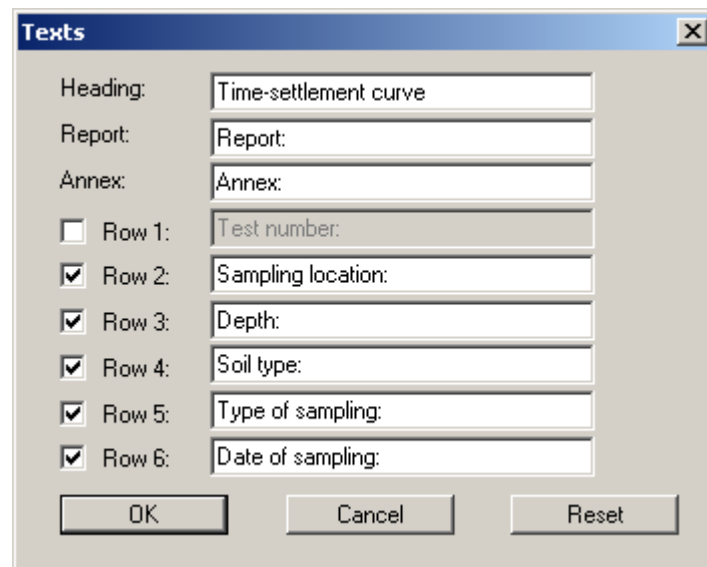 Texts
Heading: Time-settlement curve
Report: Report:
Annex: Annex:
Row 1: Test number:
Row 2: Sampling location:
Row 3: Depth:
Row 4: Soil type:
Row 5: Type of sampling:
Row 6: Date of sampling:
OK Cancel Reset